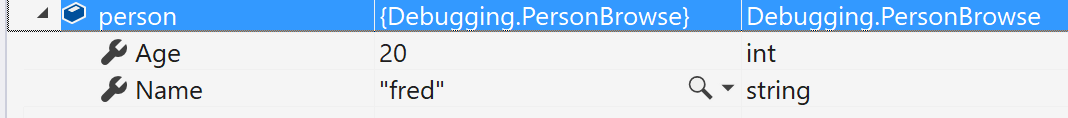 person {Debugging.PersonBrowse} Debugging.PersonBrowse
Age 20 int
Name "fred" string